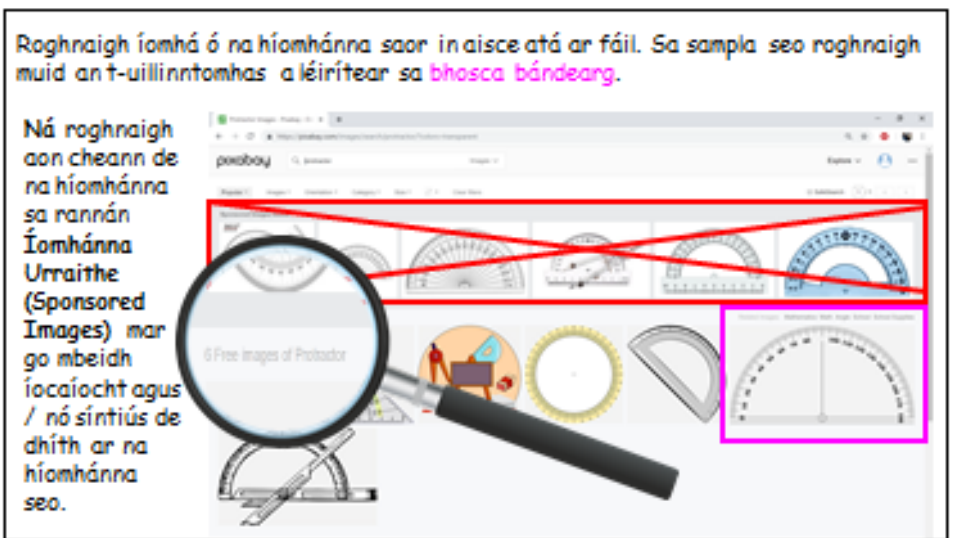 Roghnaigh íomhá ó na híomhánna saor in aisce atá ar fáil. Sa sampla seo roghnaigh
muid an t-uillinntomhas a léirítear sa bhosca bándearg.
Ná roghnaigh
aon cheann de
na híomhánna
sa rannán
Íomhánna
Urraithe
(Sponsored
Images) mar
go mbeidh
íocaíocht agus
/ nó síntiús de
dhíth ar na
híomhánna
seo.
pixabay
Explore
360°
6 Free images of Protractor